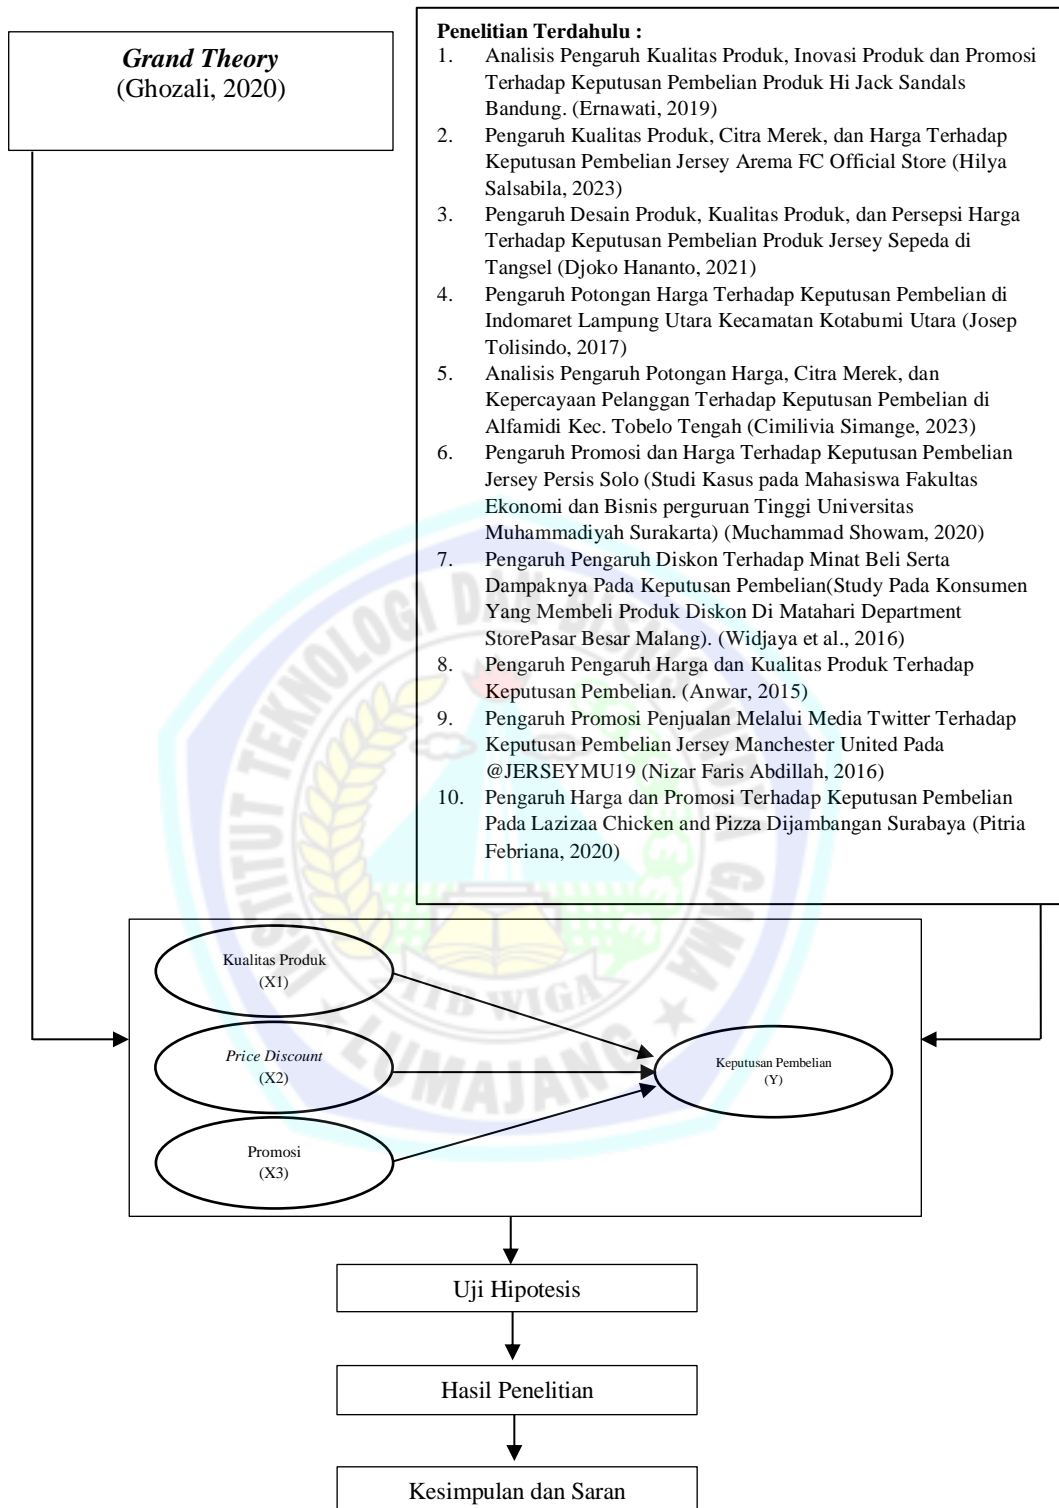 Grand Theory
(Ghozali, 2020)
Penelitian Terdahulu :
1. Analisis Pengaruh Kualitas Produk, Inovasi Produk dan Promosi
Terhadap Keputusan Pembelian Produk Hi Jack Sandals
Bandung. (Ernawati, 2019)
2. Pengaruh Kualitas Produk, Citra Merek, dan Harga Terhadap
Keputusan Pembelian Jersey Arema FC Official Store (Hilya
Salsabila, 2023)
3. Pengaruh Desain Produk, Kualitas Produk, dan Persepsi Harga
Terhadap Keputusan Pembelian Produk Jersey Sepeda di
Tangsel (Djoko Hananto, 2021)
4. Pengaruh Potongan Harga Terhadap Keputusan Pembelian di
Indomaret Lampung Utara Kecamatan Kotabumi Utara (Josep
Tolisindo, 2017)
5. Analisis Pengaruh Potongan Harga, Citra Merek, dan
Kepercayaan Pelanggan Terhadap Keputusan Pembelian di
Alfamidi Kec. Tobelo Tengah (Cimilivia Simange, 2023)
6. Pengaruh Promosi dan Harga Terhadap Keputusan Pembelian
Jersey Persis Solo (Studi Kasus pada Mahasiswa Fakultas
Ekonomi dan Bisnis perguruan Tinggi Universitas
Muhammadiyah Surakarta) (Muchammad Showam, 2020)
7. Pengaruh Pengaruh Diskon Terhadap Minat Beli Serta
Dampaknya Pada Keputusan Pembelian(Study Pada Konsumen
Yang Membeli Produk Diskon Di Matahari Department
StorePasar Besar Malang). (Widjaya et al., 2016)
8. Pengaruh Pengaruh Harga dan Kualitas Produk Terhadap
Keputusan Pembelian. (Anwar, 2015)
9. Pengaruh Promosi Penjualan Melalui Media Twitter Terhadap
Keputusan Pembelian Jersey Manchester United Pada
@JERSEYMU19 (Nizar Faris Abdillah, 2016)
10. Pengaruh Harga dan Promosi Terhadap Keputusan Pembelian
Pada Lazizaa Chicken and Pizza Dijambangan Surabaya (Pitria
Febriana, 2020)
INSTITUT TEKNOLOGI DAN BISNIS WIDYA GAMA
ITB WIGA
LUMAJANG
Kualitas Produk
(X1)
Price Discount
(X2)
Promosi
(X3)
Keputusan Pembelian
(Y)
Uji Hipotesis
Hasil Penelitian
Kesimpulan dan Saran